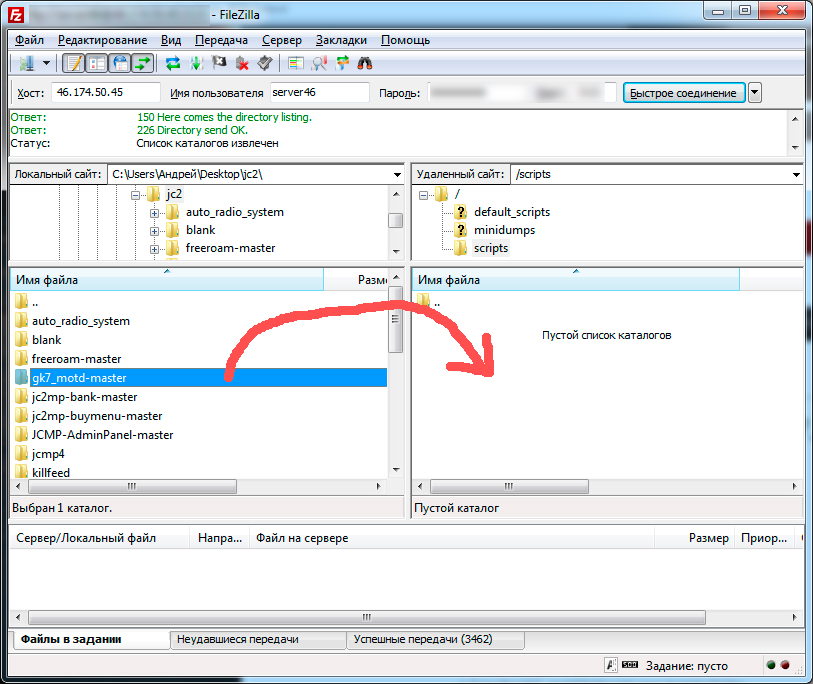 - FileZilla
Файл Редактирование Вид Передача Сервер Закладки Помощь
Хост: 46.174.50.45 Имя пользователя server46 Пароль: Быстрое соединение
Ответ: 150 Here comes the directory listing.
Ответ: 226 Directory send OK.
Статус: Список каталогов извлечен
Локальный сайт: C:\Users\Андрей\Desktop\jc2\ Удаленный сайт: /scripts
jc2 /
auto_radio_system default_scripts
blank minidumps
freeroam-master scripts
Имя файла Разме Имя файла
.. ..
auto_radio_system Пустой список каталогов
blank
freeroam-master
gk7_motd-master
jc2mp-bank-master
jc2mp-buymenu-master
JCMP-AdminPanel-master
jcmp4
killfeed
Выбран 1 каталог. Пустой каталог
Сервер/Локальный файл Напра... Файл на сервере Размер Приор...
Файлы в задании Неудавшиеся передачи Успешные передачи (3462)
Задание: пусто